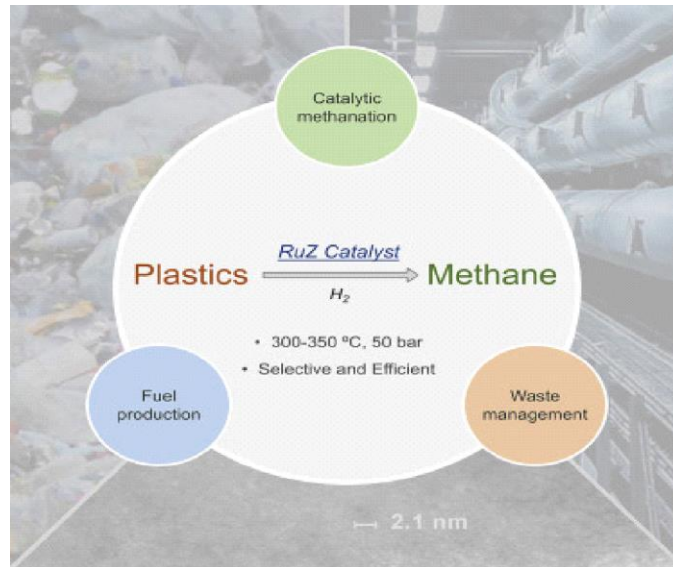 Catalytic
methanation
RuZ Catalyst
Plastics
Methane
H₂
• 300-350 ºC, 50 bar
• Selective and Efficient
Fuel
production
Waste
management
2.1 nm